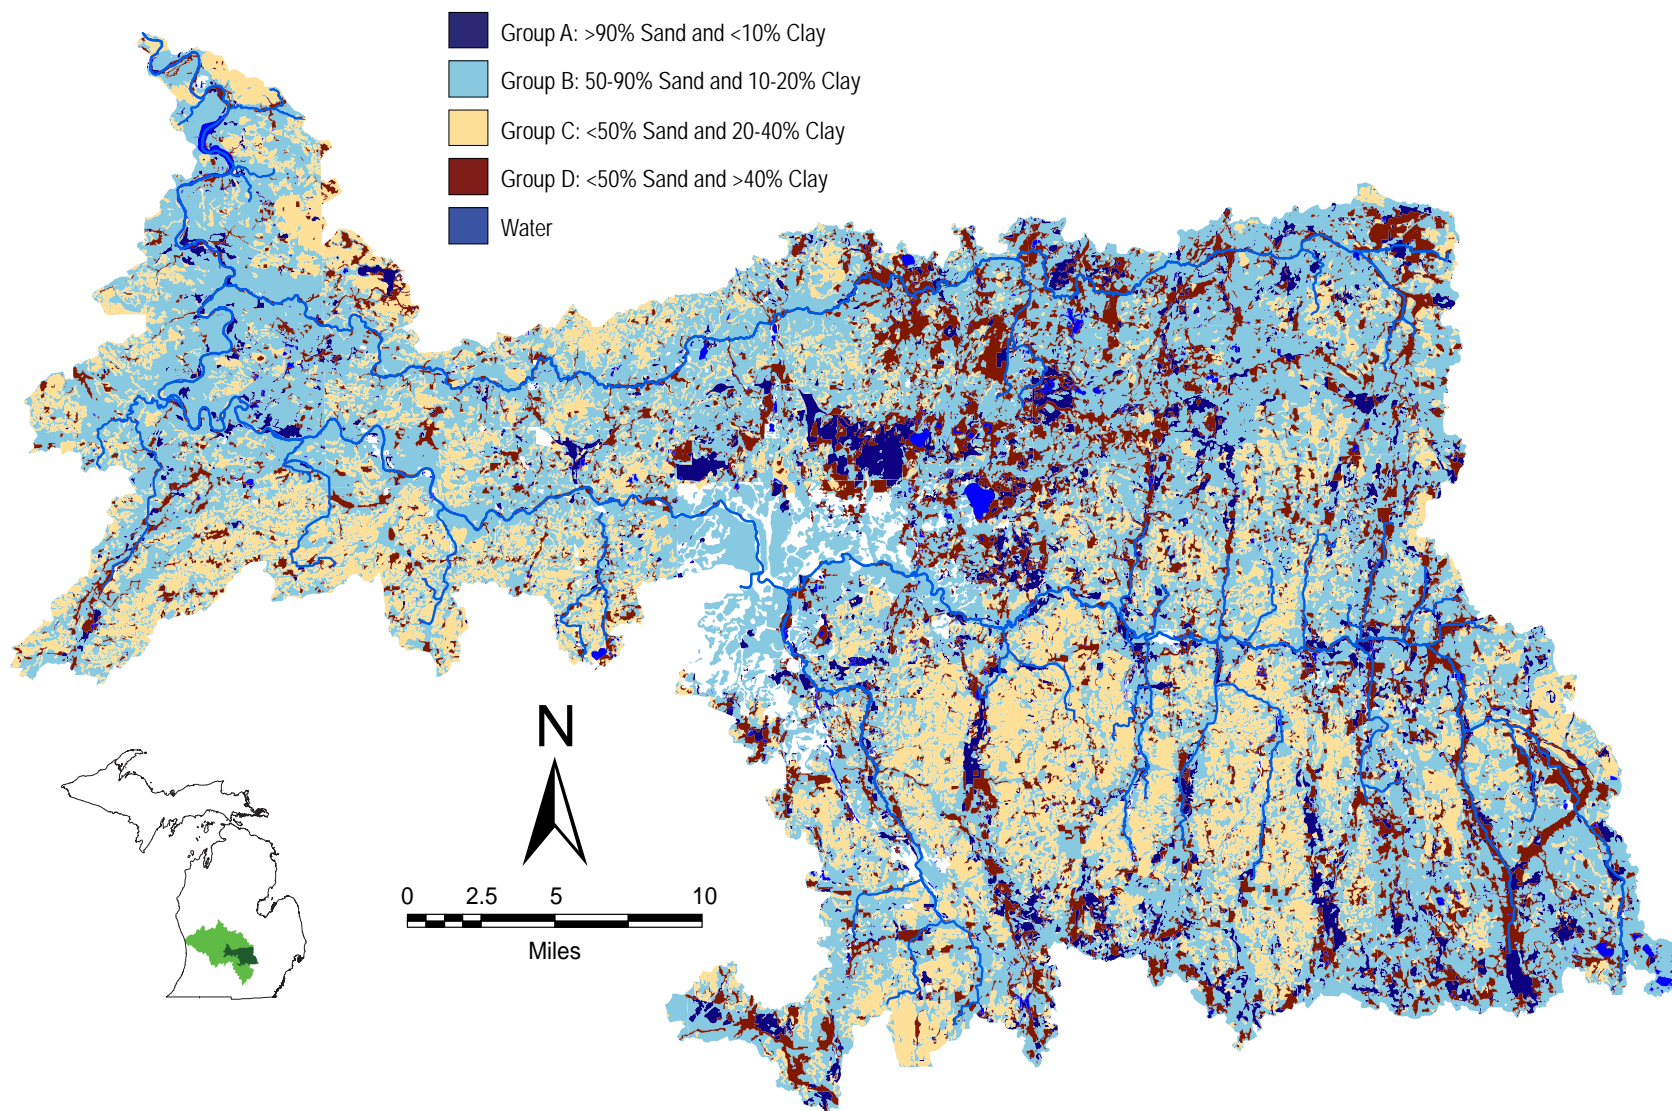 Group A: >90% Sand and <10% Clay
Group B: 50-90% Sand and 10-20% Clay
Group C: <50% Sand and 20-40% Clay
Group D: <50% Sand and >40% Clay
Water
N
0 2.5 5 10
Miles